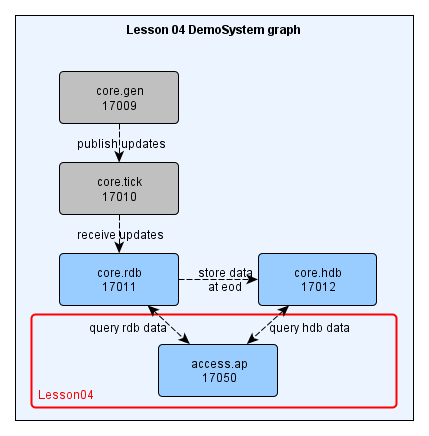 Lesson 04 DemoSystem graph
core.gen
17009
publish updates
core.tick
17010
receive updates
core.rdb
17011
store data
at eod
core.hdb
17012
query rdb data
query hdb data
access.ap
17050
Lesson04